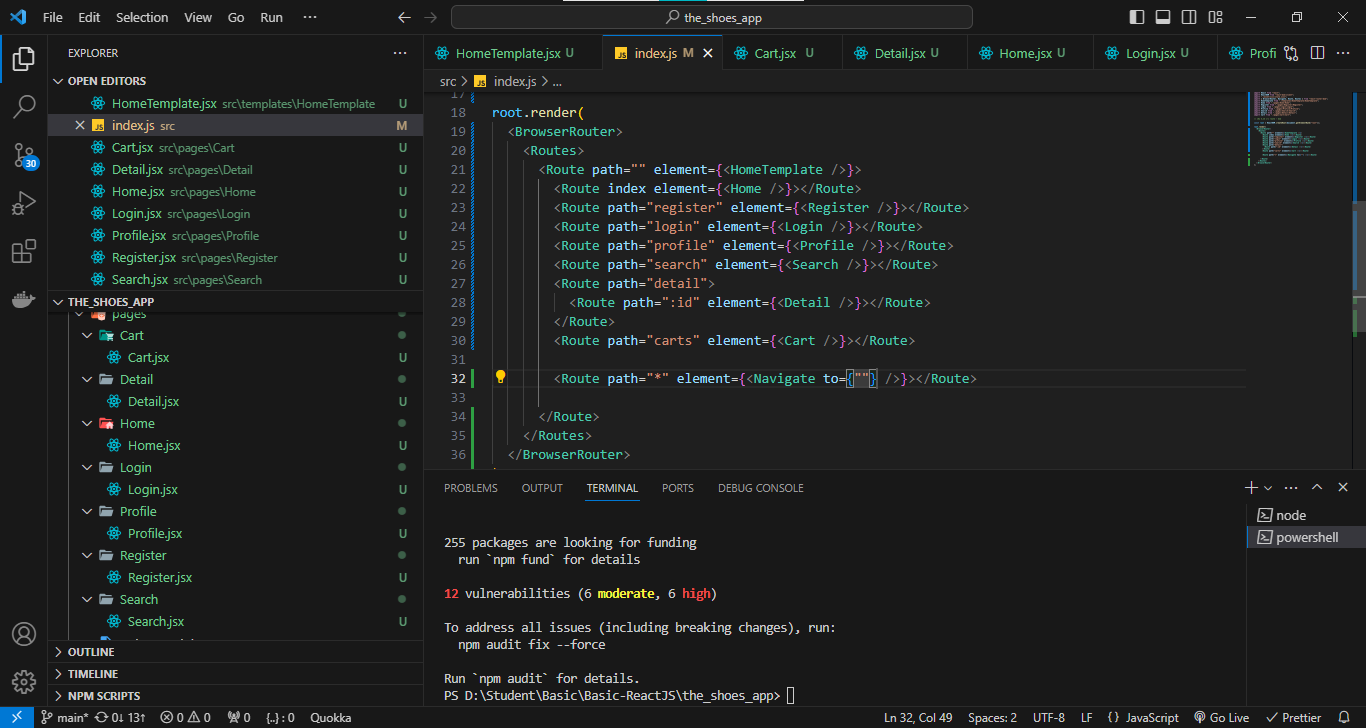 File Edit Selection View Go Run ··· the_shoes_app
EXPLORER ···
OPEN EDITORS
HomeTemplate.jsx src\templates\HomeTemplate U
index.js src M
Cart.jsx src\pages\Cart U
Detail.jsx src\pages\Detail U
Home.jsx src\pages\Home U
Login.jsx src\pages\Login U
Profile.jsx src\pages\Profile U
Register.jsx src\pages\Register U
Search.jsx src\pages\Search U
30
THE_SHOES_APP
pages
Cart
Cart.jsx U
Detail
Detail.jsx U
Home
Home.jsx U
Login
Login.jsx U
Profile
Profile.jsx U
Register
Register.jsx U
Search
Search.jsx U
OUTLINE
TIMELINE
NPM SCRIPTS
HomeTemplate.jsx U JS index.js M Cart.jsx U Detail.jsx U Home.jsx U Login.jsx U Profi ···
src > JS index.js > ...
17
18 root.render(
19 <BrowserRouter>
20 <Routes>
21 <Route path="" element={<HomeTemplate />}>
22 <Route index element={<Home />}></Route>
23 <Route path="register" element={<Register />}></Route>
24 <Route path="login" element={<Login />}></Route>
25 <Route path="profile" element={<Profile />}></Route>
26 <Route path="search" element={<Search />}></Route>
27 <Route path="detail">
28 <Route path=":id" element={<Detail />}></Route>
29 </Route>
30 <Route path="carts" element={<Cart />}></Route>
31
32 <Route path="*" element={<Navigate to={""} />}></Route>
33
34 </Route>
35 </Routes>
36 </BrowserRouter>
PROBLEMS OUTPUT TERMINAL PORTS DEBUG CONSOLE
255 packages are looking for funding
run `npm fund` for details
12 vulnerabilities (6 moderate, 6 high)
To address all issues (including breaking changes), run:
npm audit fix --force
Run `npm audit` for details.
PS D:\Student\Basic\Basic-ReactJS\the_shoes_app>
node
powershell
main* 0↓ 13↑ 0 0 0 {..} : 0 Quokka Ln 32, Col 49 Spaces: 2 UTF-8 LF {} JavaScript Go Live Prettier